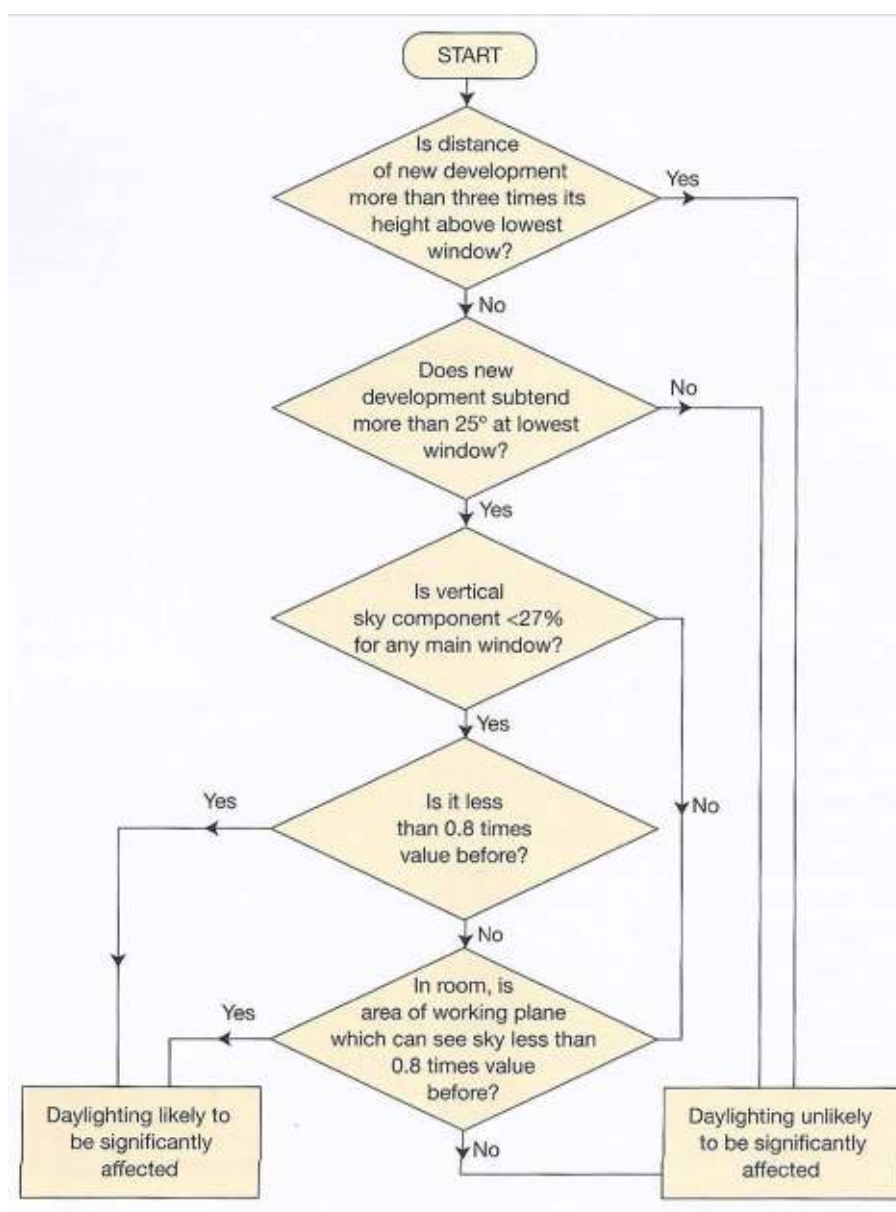 START
Is distance
of new development
more than three times its
height above lowest
window?
Yes
No
Does new
development subtend
more than 25º at lowest
window?
No
Yes
Is vertical
sky component <27%
for any main window?
Yes
No
Is it less
than 0.8 times
value before?
Yes
No
In room, is
area of working plane
which can see sky less than
0.8 times value
before?
Yes
No
Daylighting likely to
be significantly
affected
Daylighting unlikely
to be significantly
affected